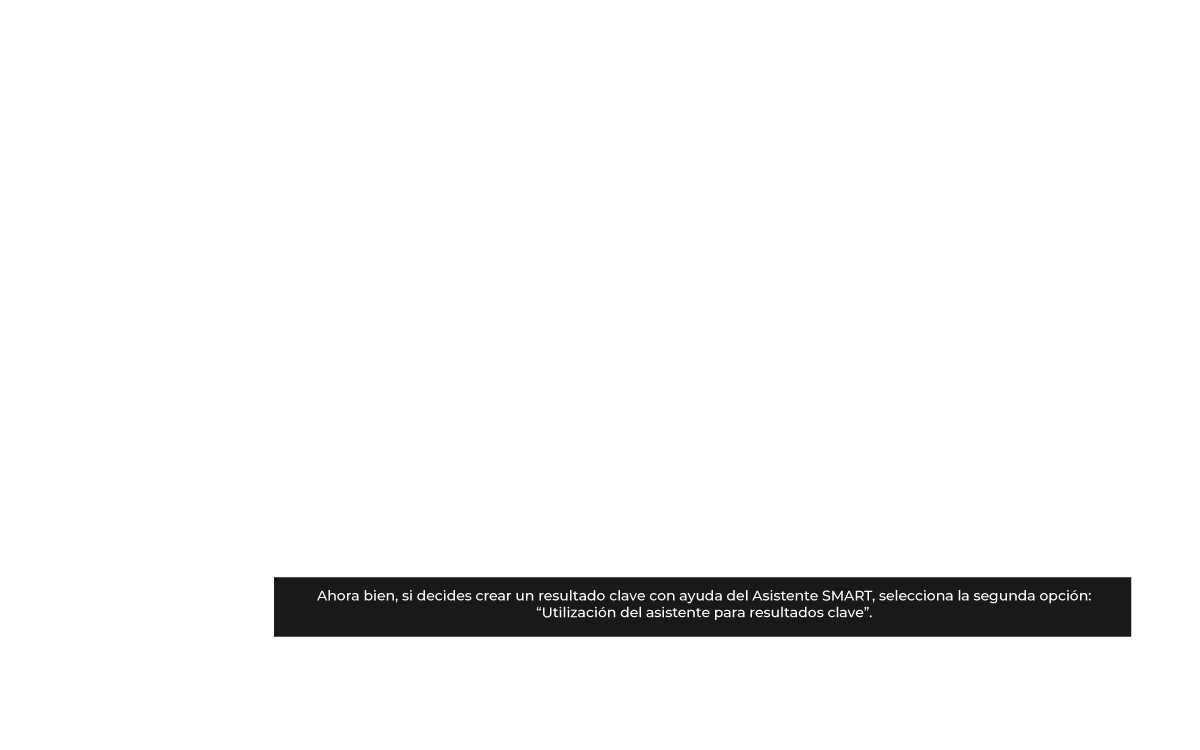 Ahora bien, si decides crear un resultado clave con ayuda del Asistente SMART, selecciona la segunda opción:
“Utilización del asistente para resultados clave”.